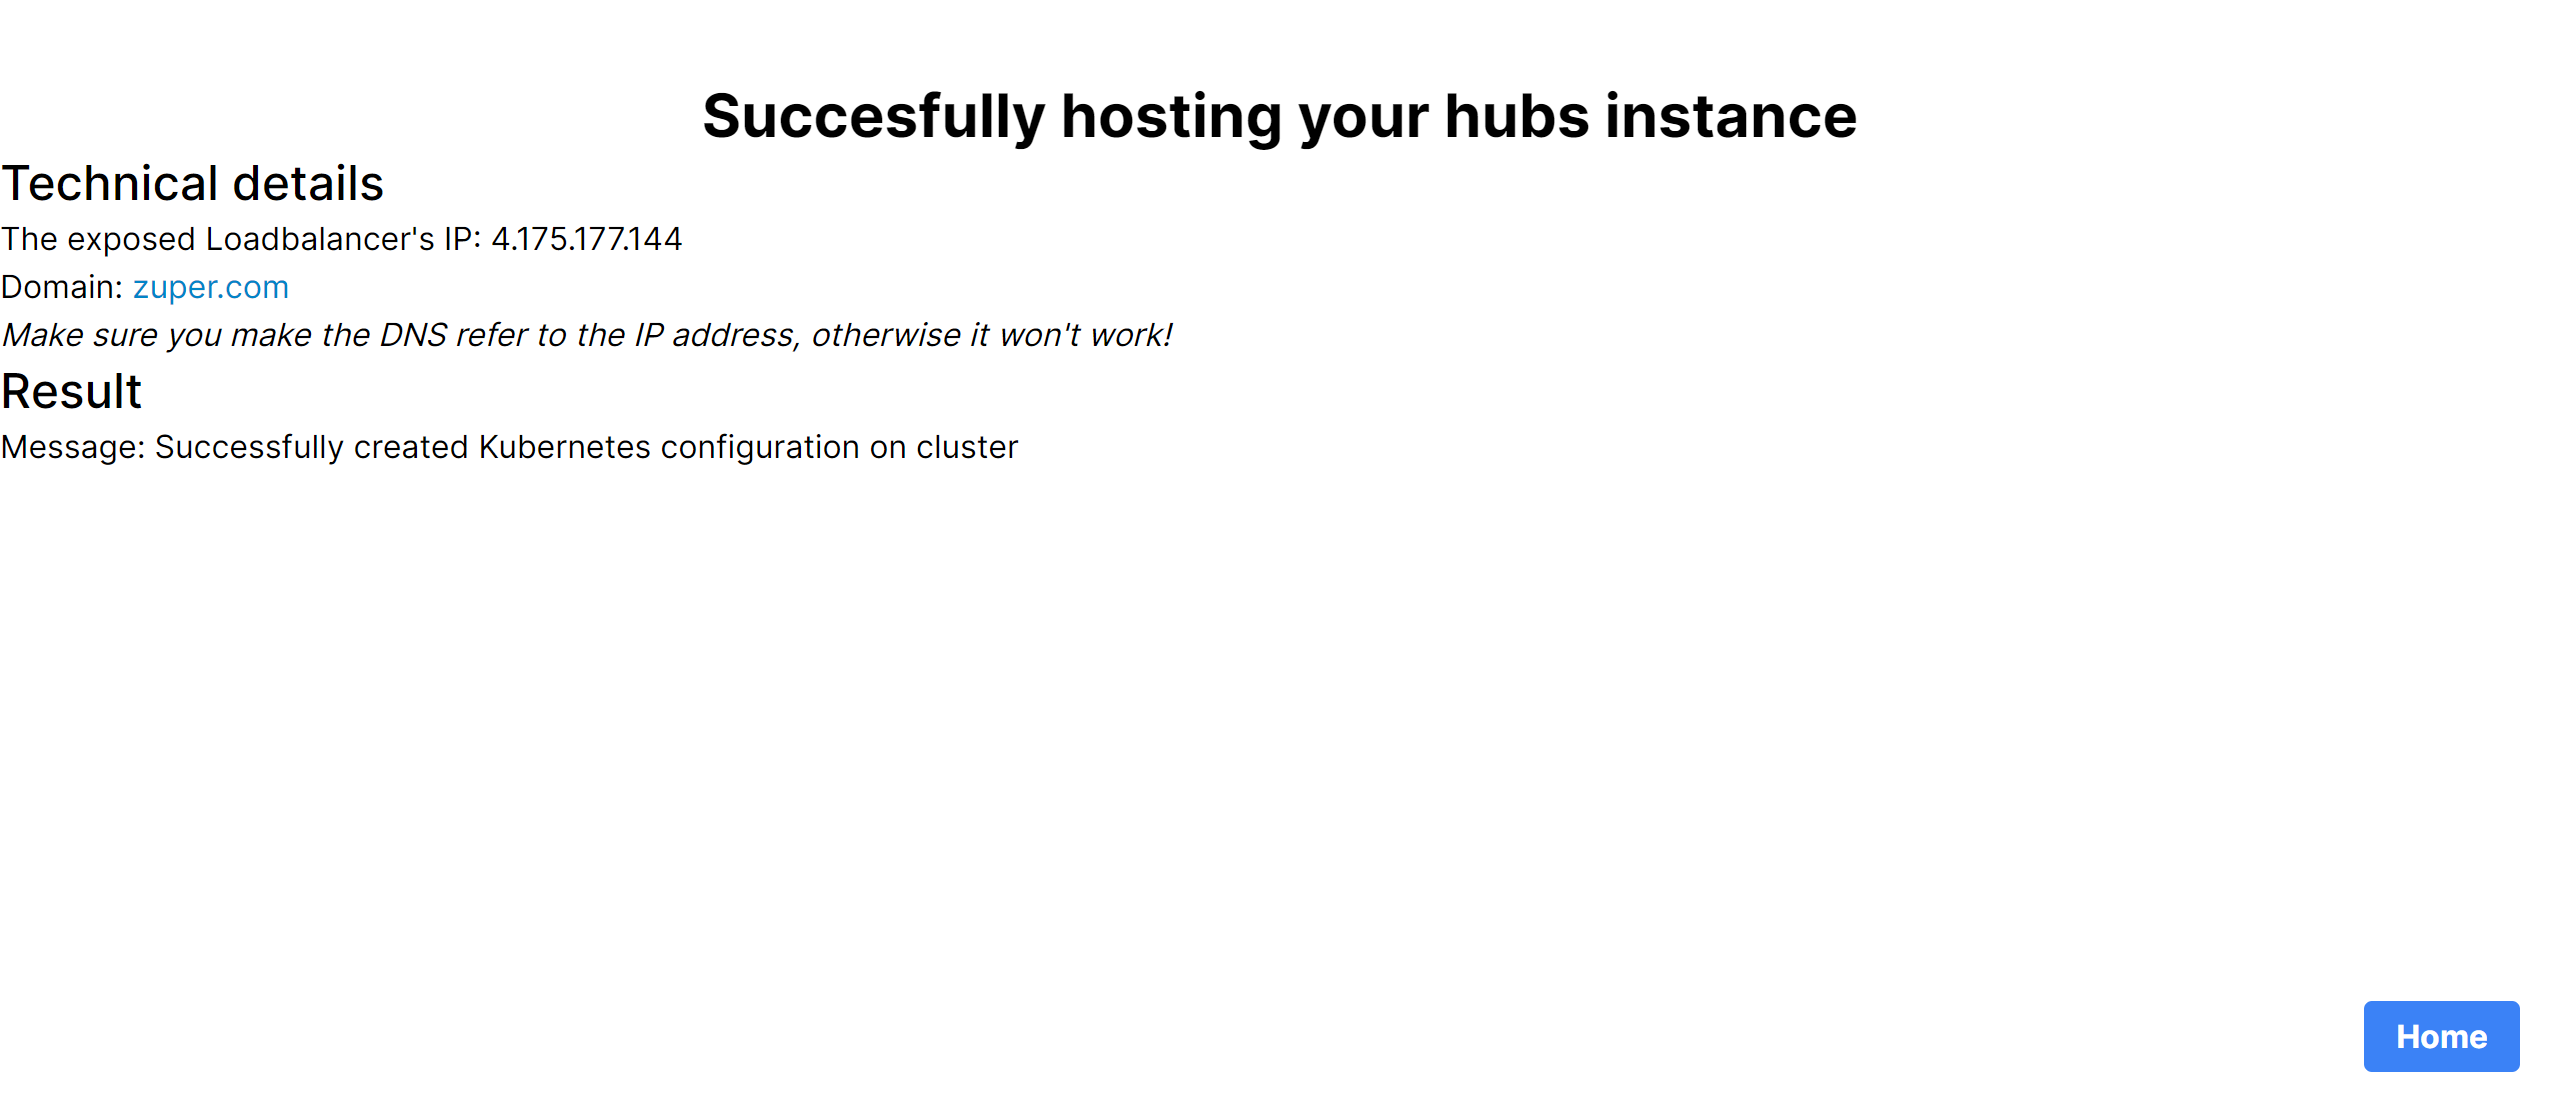 Succesfully hosting your hubs instance
Technical details
The exposed Loadbalancer's IP: 4.175.177.144
Domain: zuper.com
Make sure you make the DNS refer to the IP address, otherwise it won't work!
Result
Message: Successfully created Kubernetes configuration on cluster
Home